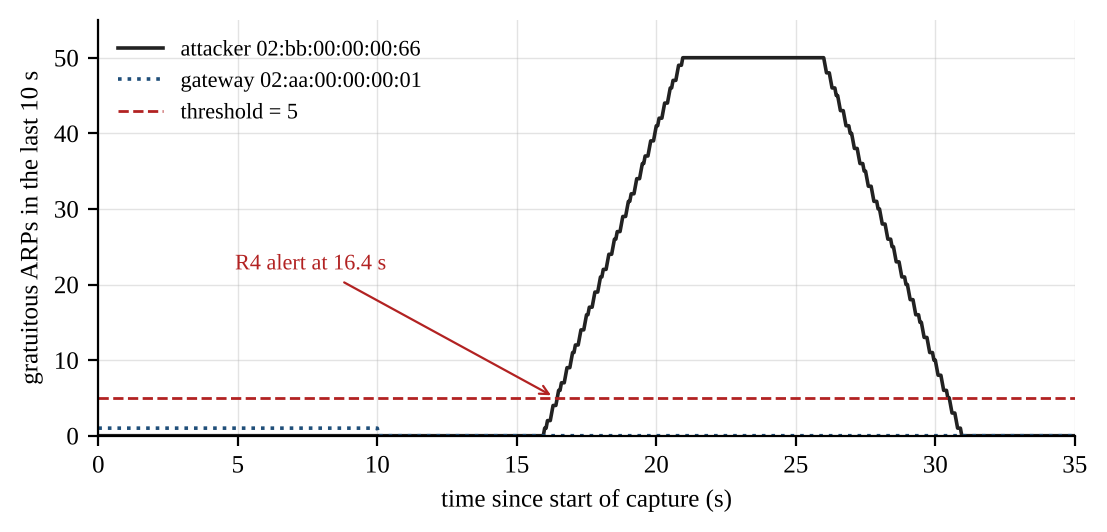 attacker 02:bb:00:00:00:66
gateway 02:aa:00:00:00:01
threshold = 5
R4 alert at 16.4 s
gratuitous ARPs in the last 10 s
50
40
30
20
10
0
0 5 10 15 20 25 30 35
time since start of capture (s)